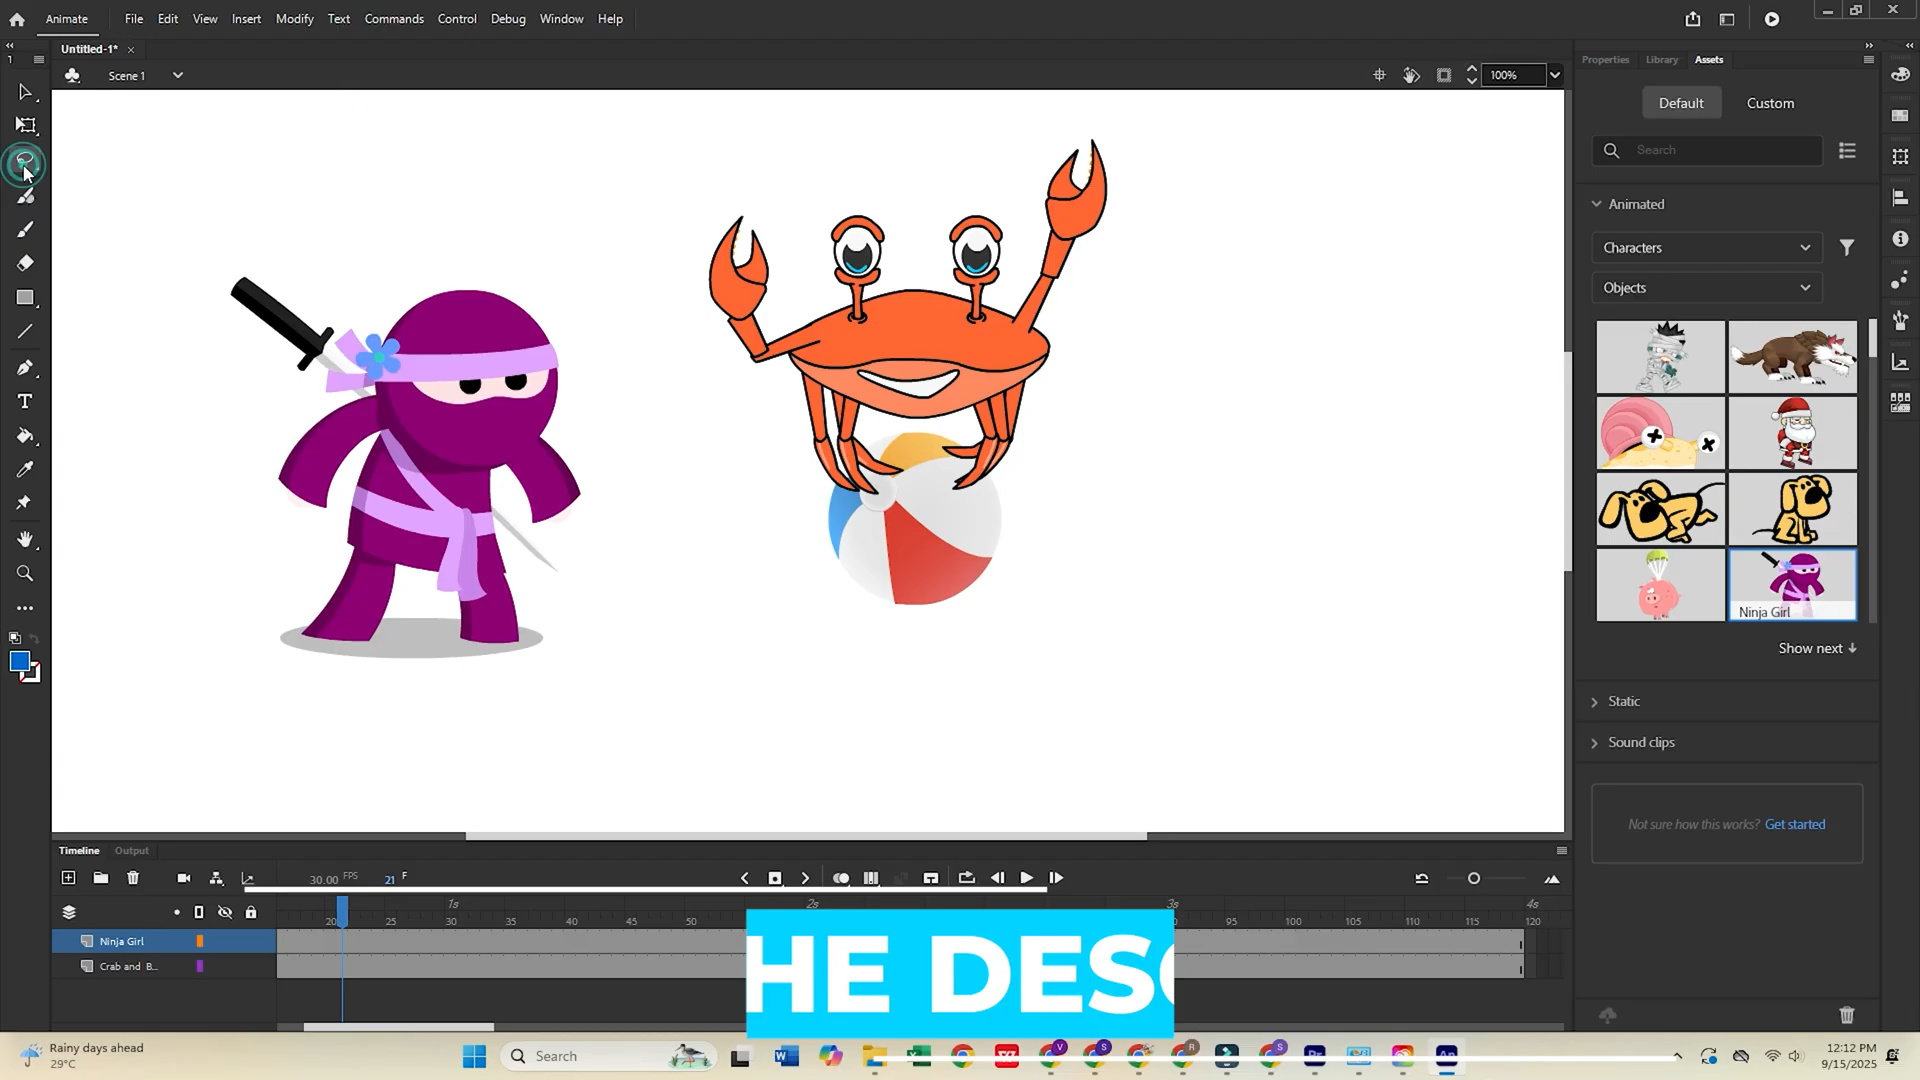 Animate File Edit View Insert Modify Text Commands Control Debug Window Help
Untitled-1* ×
1
Scene 1
100%
Properties Library Assets
Default Custom
Search
Animated
Characters
Objects
Ninja Girl
Show next
Static
Sound clips
Not sure how this works? Get started
Timeline Output
30.00 FPS 21 F
1s 2s 3s 4s
20 25 30 35 40 45 50 95 100 105 110 115 120
Ninja Girl
Crab and B...
HE DESC
Rainy days ahead
29°C
Search
12:12 PM
9/15/2025